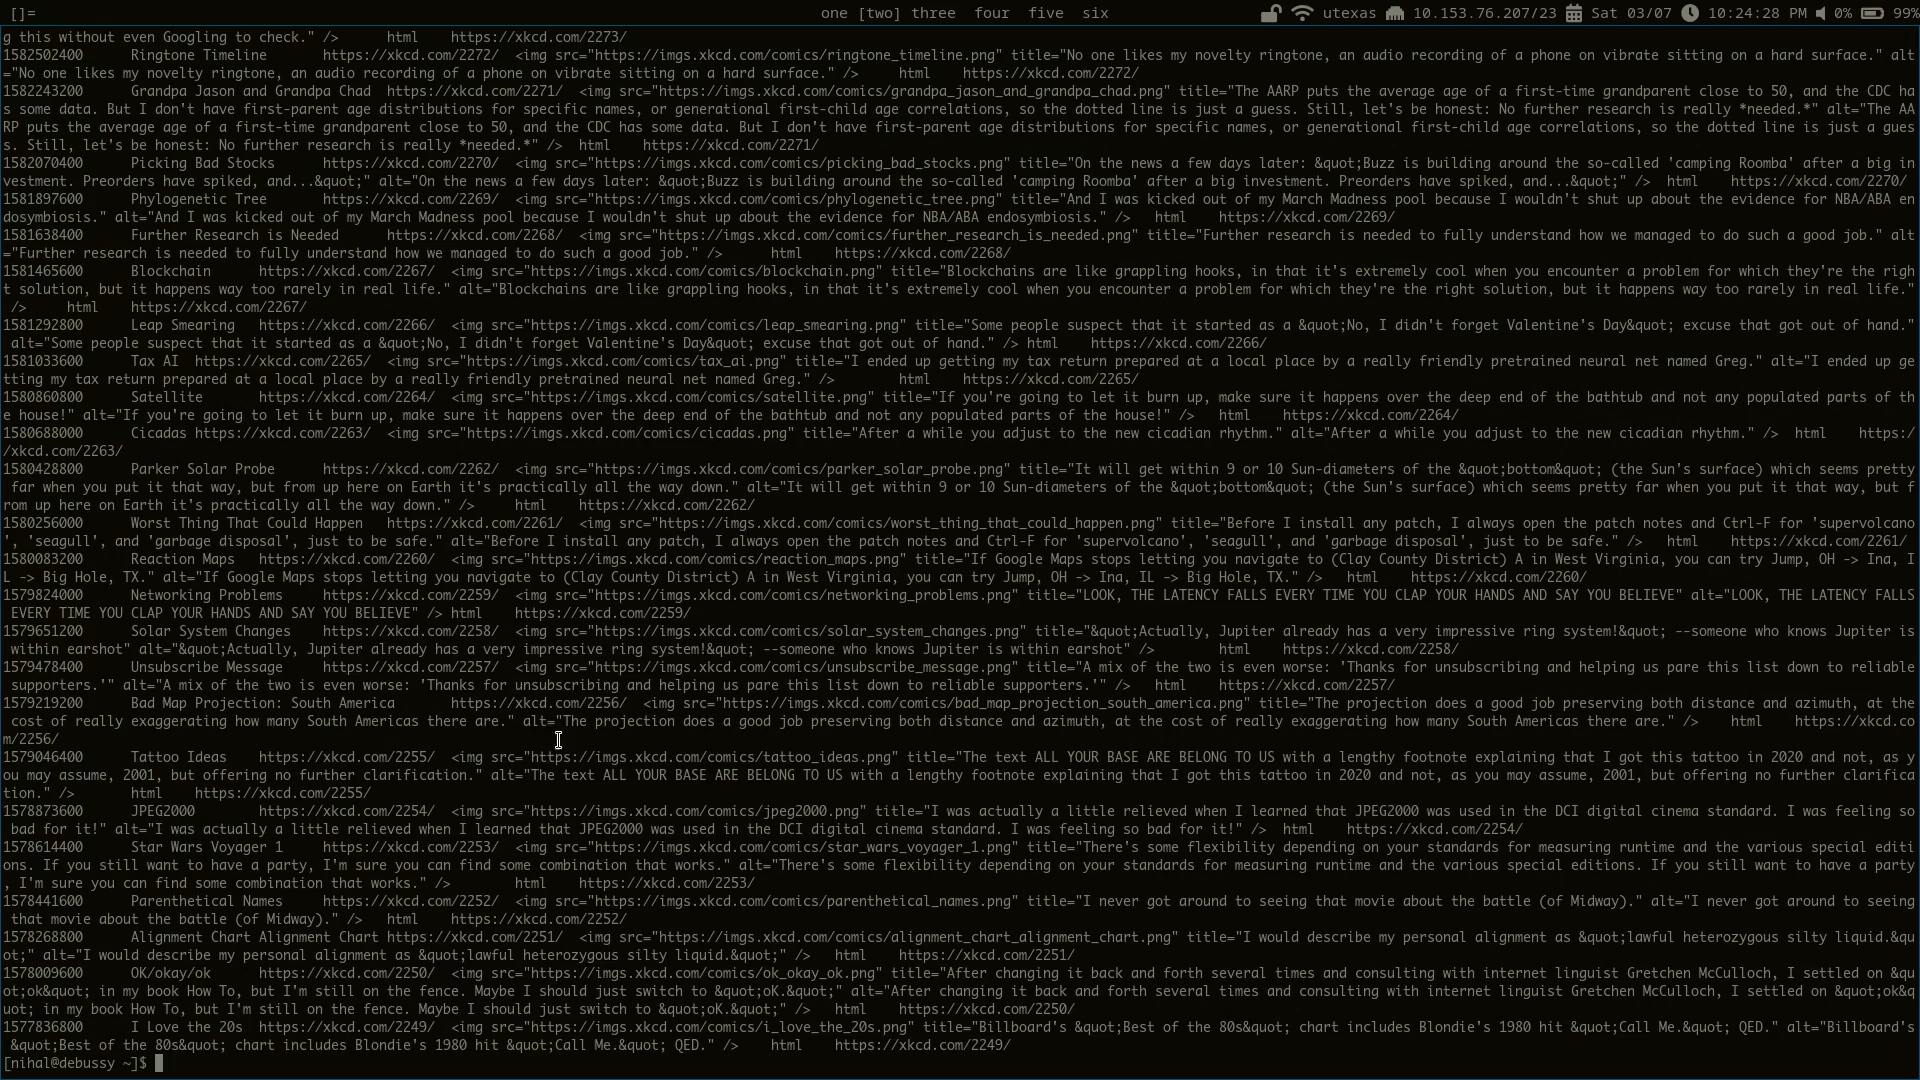 []= one [two] three four five six utexas 10.153.76.207/23 Sat 03/07 10:24:28 PM 0% 99%
g this without even Googling to check." /> html https://xkcd.com/2273/
1582502400 Ringtone Timeline https://xkcd.com/2272/ <img src="https://imgs.xkcd.com/comics/ringtone_timeline.png" title="No one likes my novelty ringtone, an audio recording of a phone on vibrate sitting on a hard surface." alt
="No one likes my novelty ringtone, an audio recording of a phone on vibrate sitting on a hard surface." /> html https://xkcd.com/2272/
1582243200 Grandpa Jason and Grandpa Chad https://xkcd.com/2271/ <img src="https://imgs.xkcd.com/comics/grandpa_jason_and_grandpa_chad.png" title="The AARP puts the average age of a first-time grandparent close to 50, and the CDC ha
s some data. But I don't have first-parent age distributions for specific names, or generational first-child age correlations, so the dotted line is just a guess. Still, let's be honest: No further research is really *needed.*" alt="The AA
RP puts the average age of a first-time grandparent close to 50, and the CDC has some data. But I don't have first-parent age distributions for specific names, or generational first-child age correlations, so the dotted line is just a gues
s. Still, let's be honest: No further research is really *needed.*" /> html https://xkcd.com/2271/
1582070400 Picking Bad Stocks https://xkcd.com/2270/ <img src="https://imgs.xkcd.com/comics/picking_bad_stocks.png" title="On the news a few days later: &quot;Buzz is building around the so-called 'camping Roomba' after a big in
vestment. Preorders have spiked, and...&quot;" alt="On the news a few days later: &quot;Buzz is building around the so-called 'camping Roomba' after a big investment. Preorders have spiked, and...&quot;" /> html https://xkcd.com/2270/
1581897600 Phylogenetic Tree https://xkcd.com/2269/ <img src="https://imgs.xkcd.com/comics/phylogenetic_tree.png" title="And I was kicked out of my March Madness pool because I wouldn't shut up about the evidence for NBA/ABA en
dosymbiosis." alt="And I was kicked out of my March Madness pool because I wouldn't shut up about the evidence for NBA/ABA endosymbiosis." /> html https://xkcd.com/2269/
1581638400 Further Research is Needed https://xkcd.com/2268/ <img src="https://imgs.xkcd.com/comics/further_research_is_needed.png" title="Further research is needed to fully understand how we managed to do such a good job." alt
="Further research is needed to fully understand how we managed to do such a good job." /> html https://xkcd.com/2268/
1581465600 Blockchain https://xkcd.com/2267/ <img src="https://imgs.xkcd.com/comics/blockchain.png" title="Blockchains are like grappling hooks, in that it's extremely cool when you encounter a problem for which they're the righ
t solution, but it happens way too rarely in real life." alt="Blockchains are like grappling hooks, in that it's extremely cool when you encounter a problem for which they're the right solution, but it happens way too rarely in real life."
/> html https://xkcd.com/2267/
1581292800 Leap Smearing https://xkcd.com/2266/ <img src="https://imgs.xkcd.com/comics/leap_smearing.png" title="Some people suspect that it started as a &quot;No, I didn't forget Valentine's Day&quot; excuse that got out of hand."
alt="Some people suspect that it started as a &quot;No, I didn't forget Valentine's Day&quot; excuse that got out of hand." /> html https://xkcd.com/2266/
1581033600 Tax AI https://xkcd.com/2265/ <img src="https://imgs.xkcd.com/comics/tax_ai.png" title="I ended up getting my tax return prepared at a local place by a really friendly pretrained neural net named Greg." alt="I ended up ge
tting my tax return prepared at a local place by a really friendly pretrained neural net named Greg." /> html https://xkcd.com/2265/
1580860800 Satellite https://xkcd.com/2264/ <img src="https://imgs.xkcd.com/comics/satellite.png" title="If you're going to let it burn up, make sure it happens over the deep end of the bathtub and not any populated parts of th
e house!" alt="If you're going to let it burn up, make sure it happens over the deep end of the bathtub and not any populated parts of the house!" /> html https://xkcd.com/2264/
1580688000 Cicadas https://xkcd.com/2263/ <img src="https://imgs.xkcd.com/comics/cicadas.png" title="After a while you adjust to the new cicadian rhythm." alt="After a while you adjust to the new cicadian rhythm." /> html https:/
/xkcd.com/2263/
1580428800 Parker Solar Probe https://xkcd.com/2262/ <img src="https://imgs.xkcd.com/comics/parker_solar_probe.png" title="It will get within 9 or 10 Sun-diameters of the &quot;bottom&quot; (the Sun's surface) which seems pretty
far when you put it that way, but from up here on Earth it's practically all the way down." alt="It will get within 9 or 10 Sun-diameters of the &quot;bottom&quot; (the Sun's surface) which seems pretty far when you put it that way, but f
rom up here on Earth it's practically all the way down." /> html https://xkcd.com/2262/
1580256000 Worst Thing That Could Happen https://xkcd.com/2261/ <img src="https://imgs.xkcd.com/comics/worst_thing_that_could_happen.png" title="Before I install any patch, I always open the patch notes and Ctrl-F for 'supervolcano
', 'seagull', and 'garbage disposal', just to be safe." alt="Before I install any patch, I always open the patch notes and Ctrl-F for 'supervolcano', 'seagull', and 'garbage disposal', just to be safe." /> html https://xkcd.com/2261/
1580083200 Reaction Maps https://xkcd.com/2260/ <img src="https://imgs.xkcd.com/comics/reaction_maps.png" title="If Google Maps stops letting you navigate to (Clay County District) A in West Virginia, you can try Jump, OH -> Ina, I
L -> Big Hole, TX." alt="If Google Maps stops letting you navigate to (Clay County District) A in West Virginia, you can try Jump, OH -> Ina, IL -> Big Hole, TX." /> html https://xkcd.com/2260/
1579824000 Networking Problems https://xkcd.com/2259/ <img src="https://imgs.xkcd.com/comics/networking_problems.png" title="LOOK, THE LATENCY FALLS EVERY TIME YOU CLAP YOUR HANDS AND SAY YOU BELIEVE" alt="LOOK, THE LATENCY FALLS
EVERY TIME YOU CLAP YOUR HANDS AND SAY YOU BELIEVE" /> html https://xkcd.com/2259/
1579651200 Solar System Changes https://xkcd.com/2258/ <img src="https://imgs.xkcd.com/comics/solar_system_changes.png" title="&quot;Actually, Jupiter already has a very impressive ring system!&quot; --someone who knows Jupiter is
within earshot" alt="&quot;Actually, Jupiter already has a very impressive ring system!&quot; --someone who knows Jupiter is within earshot" /> html https://xkcd.com/2258/
1579478400 Unsubscribe Message https://xkcd.com/2257/ <img src="https://imgs.xkcd.com/comics/unsubscribe_message.png" title="A mix of the two is even worse: 'Thanks for unsubscribing and helping us pare this list down to reliable
supporters.'" alt="A mix of the two is even worse: 'Thanks for unsubscribing and helping us pare this list down to reliable supporters.'" /> html https://xkcd.com/2257/
1579219200 Bad Map Projection: South America https://xkcd.com/2256/ <img src="https://imgs.xkcd.com/comics/bad_map_projection_south_america.png" title="The projection does a good job preserving both distance and azimuth, at the
cost of really exaggerating how many South Americas there are." alt="The projection does a good job preserving both distance and azimuth, at the cost of really exaggerating how many South Americas there are." /> html https://xkcd.co
m/2256/
1579046400 Tattoo Ideas https://xkcd.com/2255/ <img src="https://imgs.xkcd.com/comics/tattoo_ideas.png" title="The text ALL YOUR BASE ARE BELONG TO US with a lengthy footnote explaining that I got this tattoo in 2020 and not, as y
ou may assume, 2001, but offering no further clarification." alt="The text ALL YOUR BASE ARE BELONG TO US with a lengthy footnote explaining that I got this tattoo in 2020 and not, as you may assume, 2001, but offering no further clarifica
tion." /> html https://xkcd.com/2255/
1578873600 JPEG2000 https://xkcd.com/2254/ <img src="https://imgs.xkcd.com/comics/jpeg2000.png" title="I was actually a little relieved when I learned that JPEG2000 was used in the DCI digital cinema standard. I was feeling so
bad for it!" alt="I was actually a little relieved when I learned that JPEG2000 was used in the DCI digital cinema standard. I was feeling so bad for it!" /> html https://xkcd.com/2254/
1578614400 Star Wars Voyager 1 https://xkcd.com/2253/ <img src="https://imgs.xkcd.com/comics/star_wars_voyager_1.png" title="There's some flexibility depending on your standards for measuring runtime and the various special editi
ons. If you still want to have a party, I'm sure you can find some combination that works." alt="There's some flexibility depending on your standards for measuring runtime and the various special editions. If you still want to have a party
, I'm sure you can find some combination that works." /> html https://xkcd.com/2253/
1578441600 Parenthetical Names https://xkcd.com/2252/ <img src="https://imgs.xkcd.com/comics/parenthetical_names.png" title="I never got around to seeing that movie about the battle (of Midway)." alt="I never got around to seeing
that movie about the battle (of Midway)." /> html https://xkcd.com/2252/
1578268800 Alignment Chart Alignment Chart https://xkcd.com/2251/ <img src="https://imgs.xkcd.com/comics/alignment_chart_alignment_chart.png" title="I would describe my personal alignment as &quot;lawful heterozygous silty liquid.&qu
ot;" alt="I would describe my personal alignment as &quot;lawful heterozygous silty liquid.&quot;" /> html https://xkcd.com/2251/
1578009600 OK/okay/ok https://xkcd.com/2250/ <img src="https://imgs.xkcd.com/comics/ok_okay_ok.png" title="After changing it back and forth several times and consulting with internet linguist Gretchen McCulloch, I settled on &qu
ot;ok&quot; in my book How To, but I'm still on the fence. Maybe I should just switch to &quot;oK.&quot;" alt="After changing it back and forth several times and consulting with internet linguist Gretchen McCulloch, I settled on &quot;ok&q
uot; in my book How To, but I'm still on the fence. Maybe I should just switch to &quot;oK.&quot;" /> html https://xkcd.com/2250/
1577836800 I Love the 20s https://xkcd.com/2249/ <img src="https://imgs.xkcd.com/comics/i_love_the_20s.png" title="Billboard's &quot;Best of the 80s&quot; chart includes Blondie's 1980 hit &quot;Call Me.&quot; QED." alt="Billboard's
&quot;Best of the 80s&quot; chart includes Blondie's 1980 hit &quot;Call Me.&quot; QED." /> html https://xkcd.com/2249/
[nihal@debussy ~]$